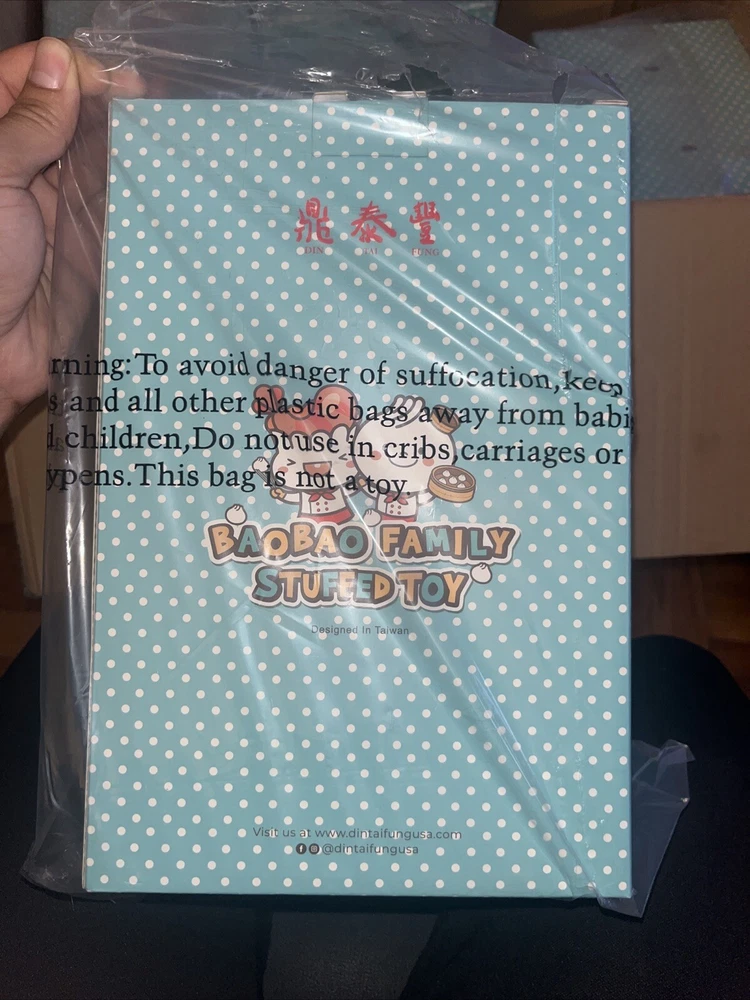 鼎泰豐
DIN TAI FUNG
rning:To avoid danger of suffocation,keep
s and all other plastic bags away from babi
children,Do not use in cribs,carriages or
ypens.This bag is not a toy.
BAOBAO FAMILY
STUFFED TOY
Designed In Taiwan
Visit us at www.dintaifungusa.com
@dintaifungusa